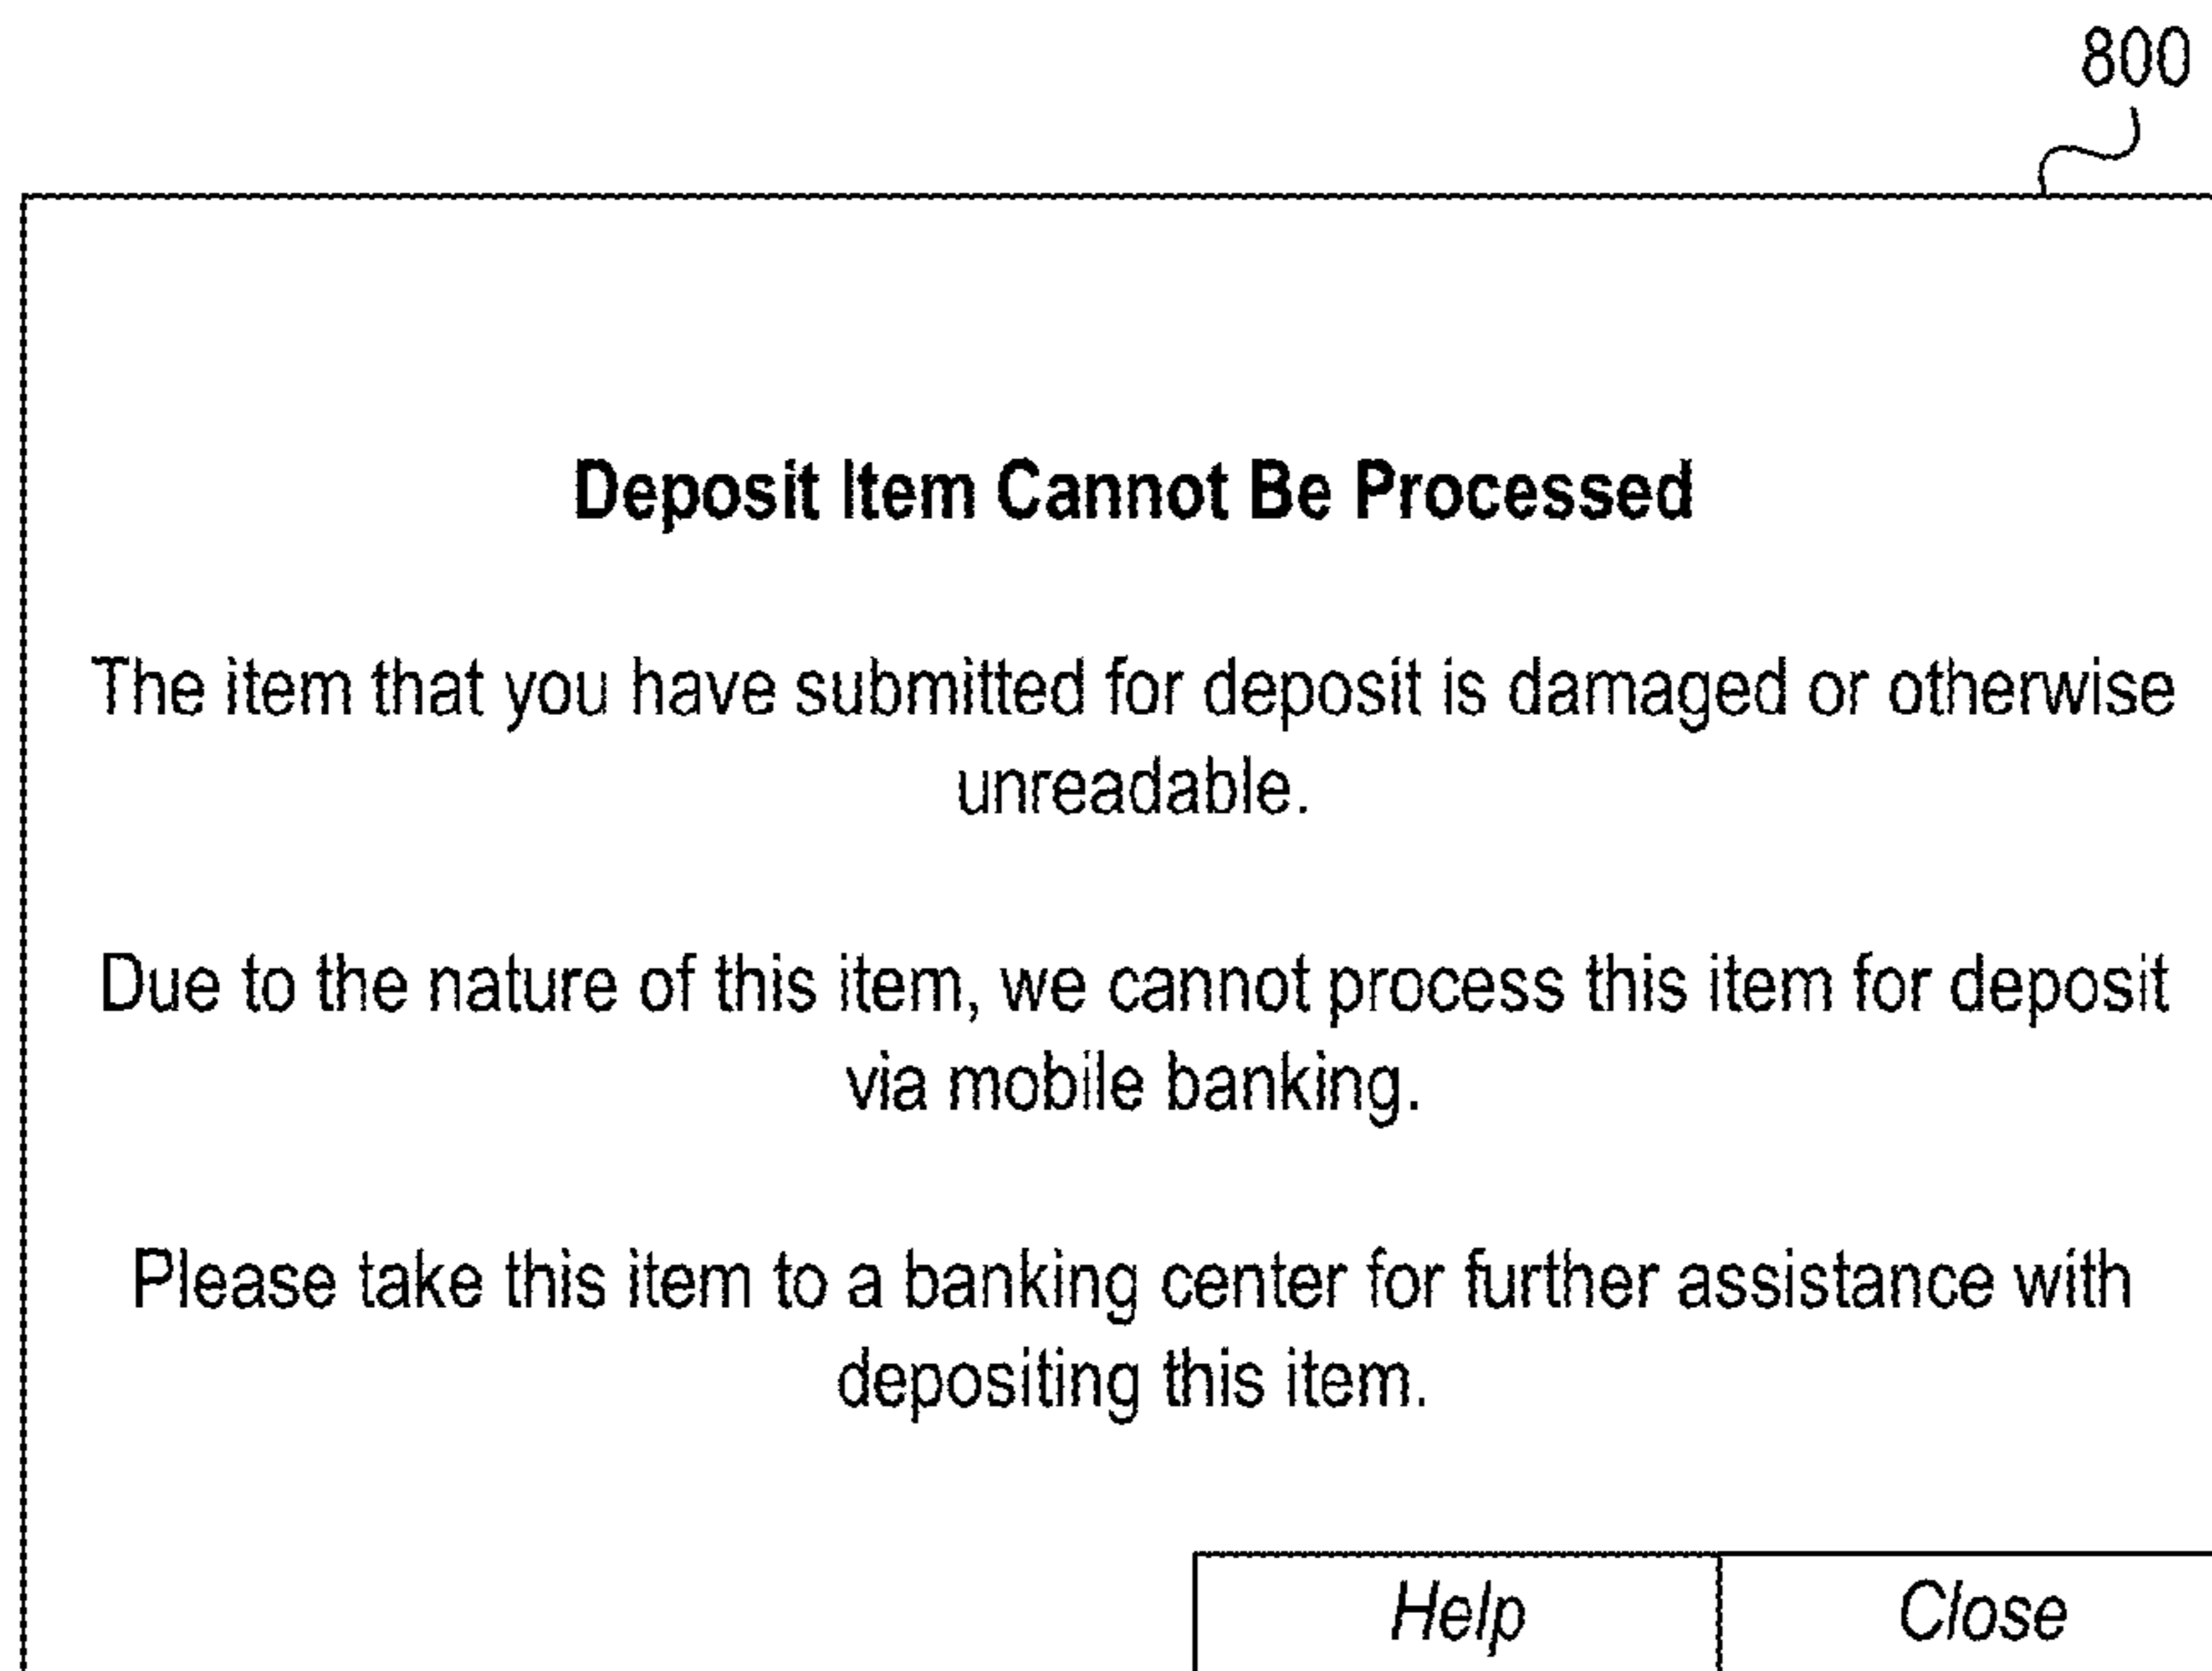 800
Deposit Item Cannot Be Processed
The item that you have submitted for deposit is damaged or otherwise
unreadable.
Due to the nature of this item, we cannot process this item for deposit
via mobile banking.
Please take this item to a banking center for further assistance with
depositing this item.
Help Close